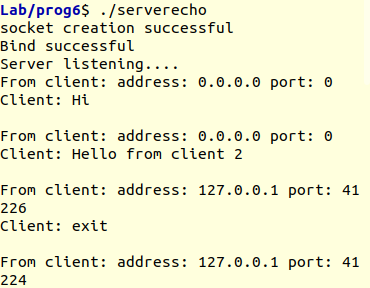 Lab/prog6$ ./serverecho
socket creation successful
Bind successful
Server listening....
From client: address: 0.0.0.0 port: 0
Client: Hi
From client: address: 0.0.0.0 port: 0
Client: Hello from client 2
From client: address: 127.0.0.1 port: 41
226
Client: exit
From client: address: 127.0.0.1 port: 41
224